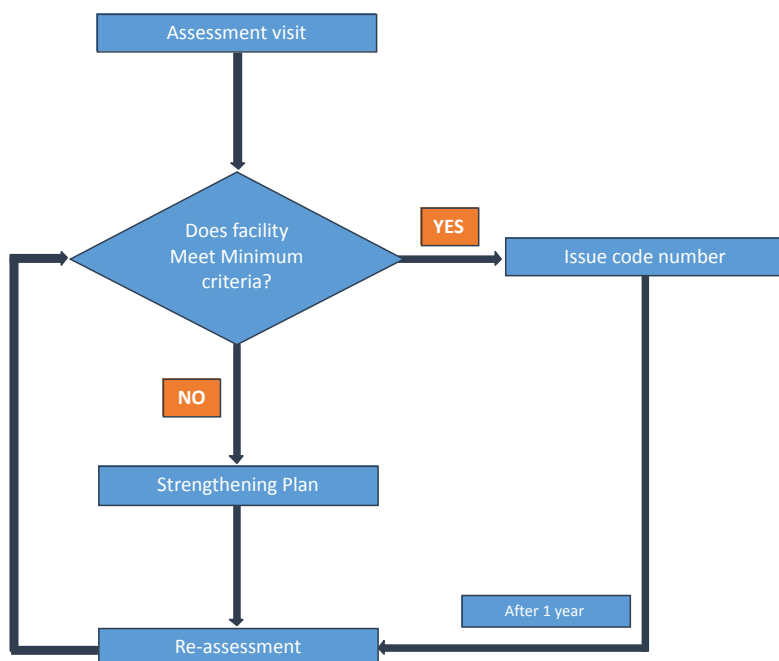 Assessment visit
Does facility
Meet Minimum
criteria?
YES
Issue code number
NO
Strengthening Plan
After 1 year
Re-assessment